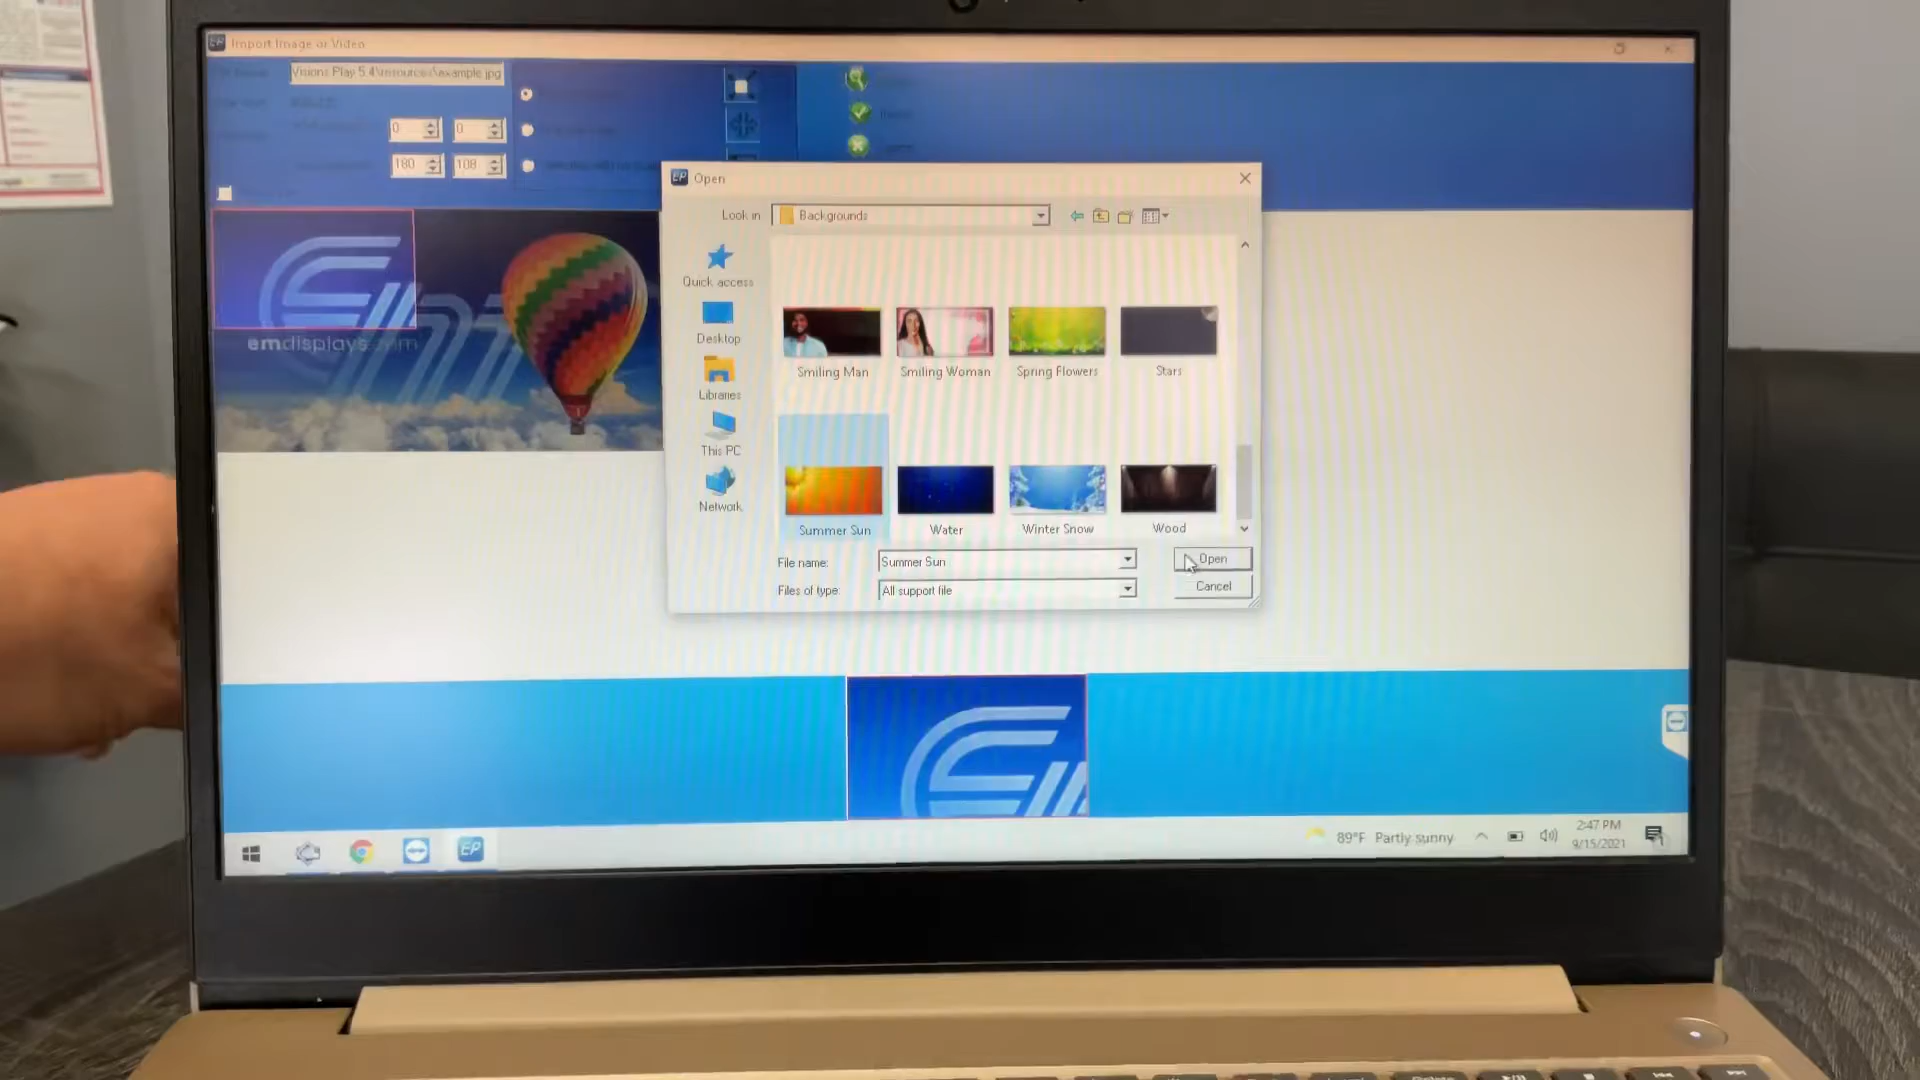 EP Import Image or Video
Visions Play 5.4\resources\example.jpg
0
0
180
108
emdisplays.com
EP Open
Look in
Backgrounds
Quick access
Desktop
Libraries
This PC
Network
Smiling Man
Smiling Woman
Spring Flowers
Stars
Summer Sun
Water
Winter Snow
Wood
File name:
Summer Sun
Open
Files of type:
All support file
Cancel
EP
89°F Partly sunny
2:47 PM
9/15/2021